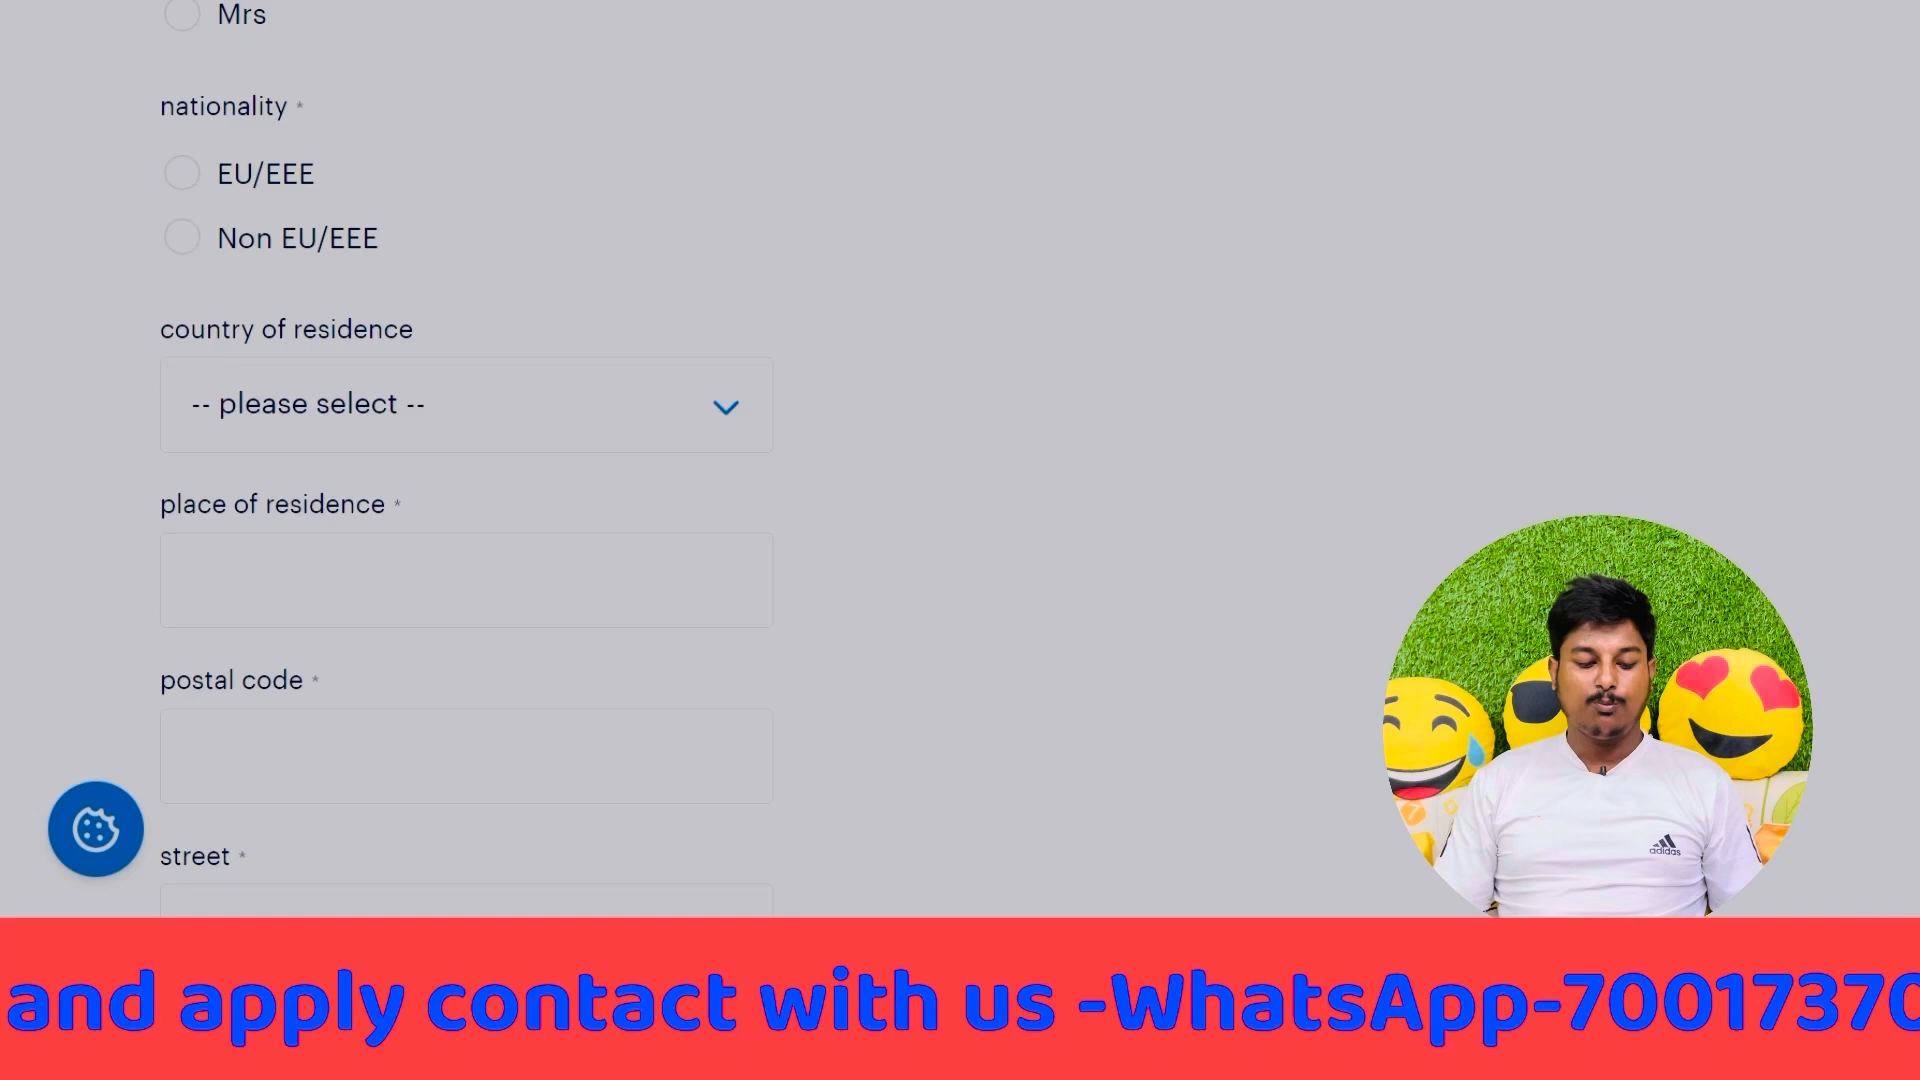 Mrs
nationality *
EU/EEE
Non EU/EEE
country of residence
-- please select --
place of residence *
postal code *
street *
adidas
and apply contact with us -WhatsApp-70017370